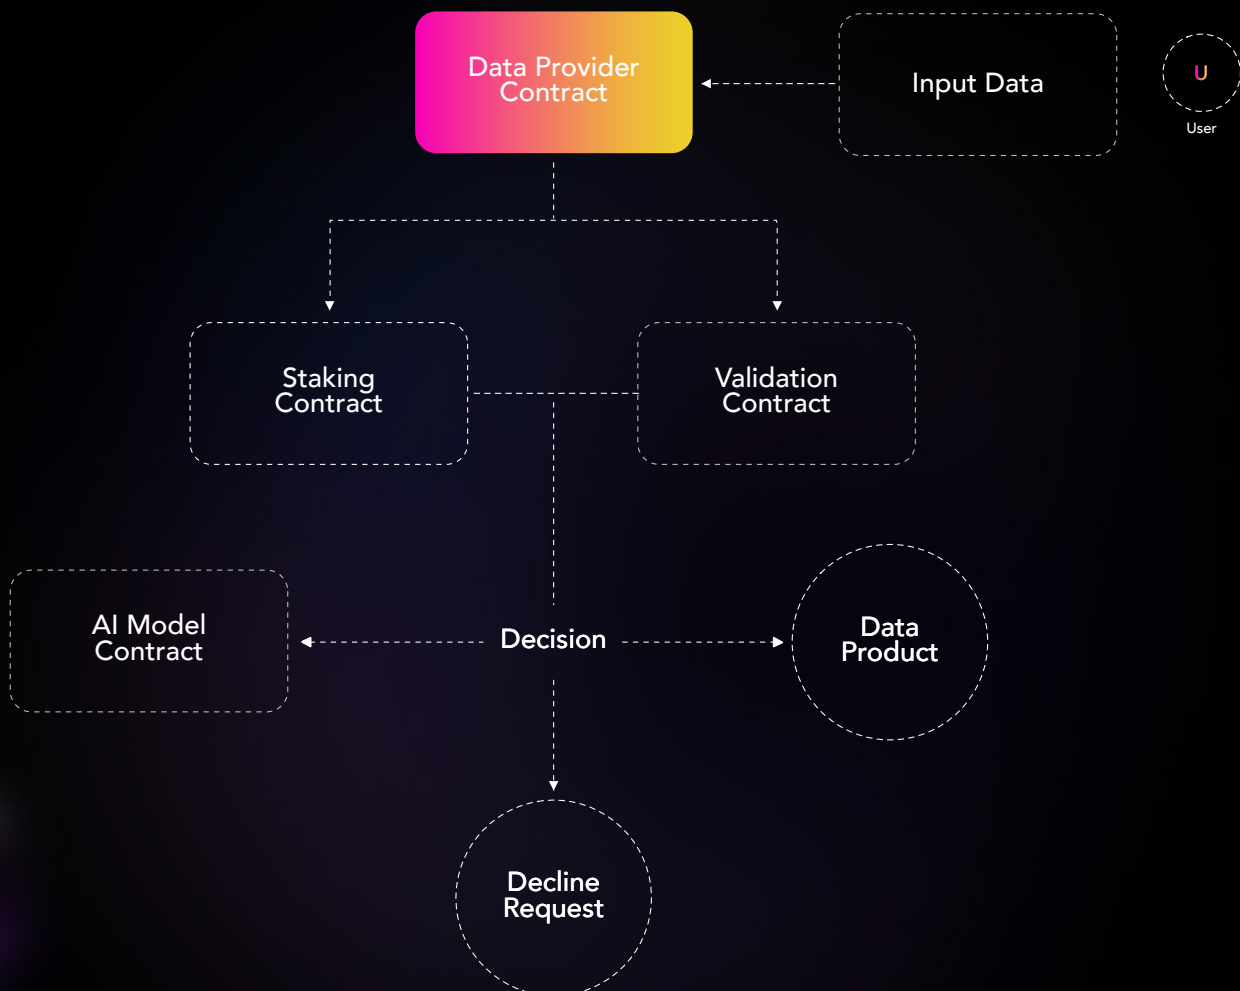 Data Provider
Contract
Input Data
U
User
Staking
Contract
Validation
Contract
AI Model
Contract
Decision
Data
Product
Decline
Request